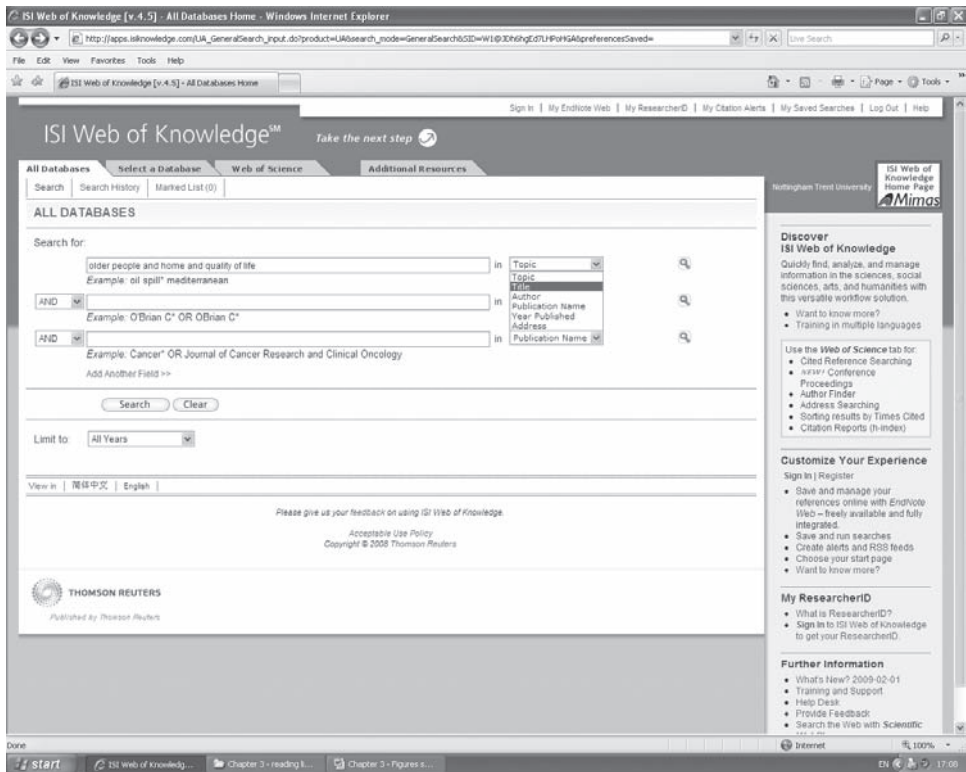 ISI Web of Knowledge [v.4.5] - All Databases Home - Windows Internet Explorer
Live Search
File Edit View Favorites Tools Help
ISI Web of Knowledge [v.4.5] - All Databases Home
Page Tools
Sign In | My EndNote Web | My ResearcherID | My Citation Alerts | My Saved Searches | Log Out | Help
ISI Web of Knowledge℠ Take the next step
All Databases Select a Database Web of Science Additional Resources
Search | Search History | Marked List (0)
Nottingham Trent University
ISI Web of
Knowledge
Home Page
Mimas
ALL DATABASES
Search for:
older people and home and quality of life in Topic
Example: oil spill* mediterranean
Topic
Title
Author
Publication Name
Year Published
Address
AND in
Example: O'Brian C* OR OBrian C*
AND in Publication Name
Example: Cancer* OR Journal of Cancer Research and Clinical Oncology
Add Another Field >>
Search Clear
Limit to: All Years
View in | 简体中文 | English |
Please give us your feedback on using ISI Web of Knowledge.
Acceptable Use Policy
Copyright © 2008 Thomson Reuters
THOMSON REUTERS
Published by Thomson Reuters
Discover
ISI Web of Knowledge
Quickly find, analyze, and manage
information in the sciences, social
sciences, arts, and humanities with
this versatile workflow solution.
• Want to know more?
• Training in multiple languages
Use the Web of Science tab for:
• Cited Reference Searching
• NEW! Conference
Proceedings
• Author Finder
• Address Searching
• Sorting results by Times Cited
• Citation Reports (h-index)
Customize Your Experience
Sign In | Register
• Save and manage your
references online with EndNote
Web – freely available and fully
integrated.
• Save and run searches
• Create alerts and RSS feeds
• Choose your start page
• Want to know more?
My ResearcherID
• What is ResearcherID?
• Sign In to ISI Web of Knowledge
to get your ResearcherID.
Further Information
• What's New? 2009-02-01
• Training and Support
• Help Desk
• Provide Feedback
• Search the Web with Scientific
Done Internet 100%
start ISI Web of Knowledg... Chapter 3 - reading l... Chapter 3 - Figures s... EN 17:08